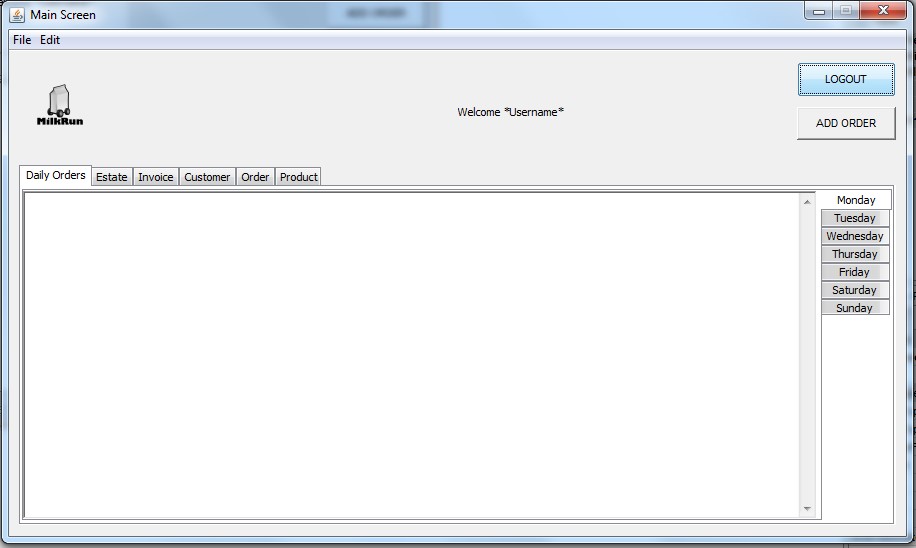 Main Screen
File Edit
LOGOUT
MilkRun
Welcome *Username*
ADD ORDER
Daily Orders Estate Invoice Customer Order Product
Monday
Tuesday
Wednesday
Thursday
Friday
Saturday
Sunday